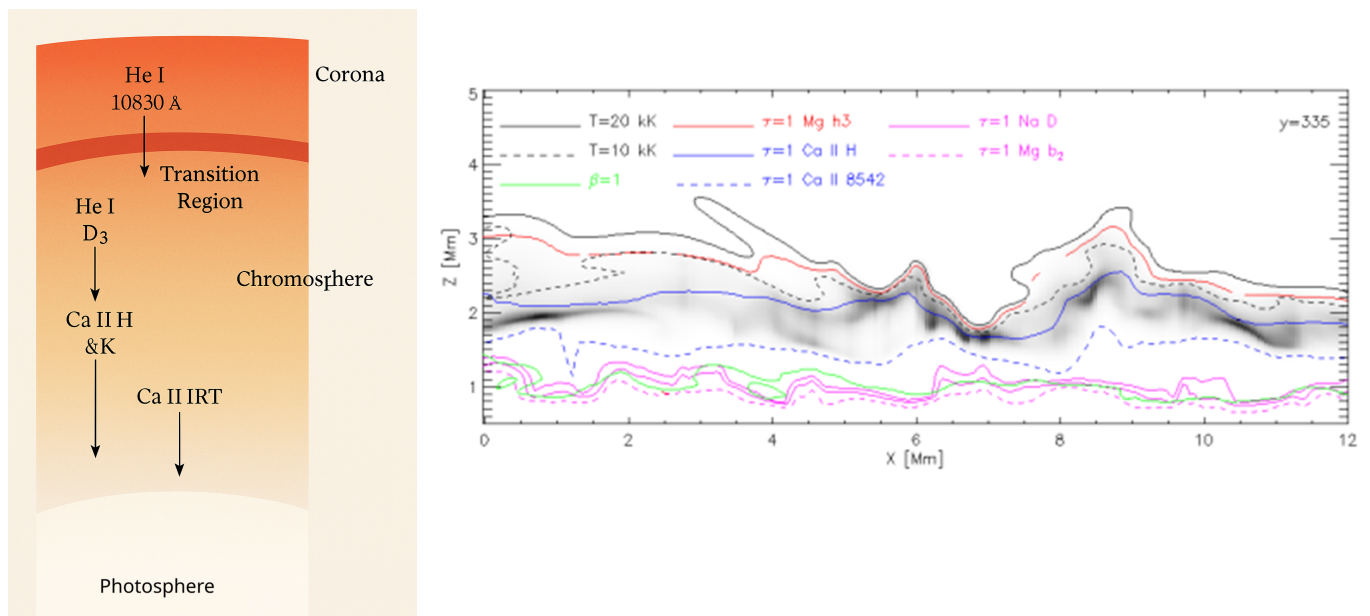 He I
10830 Å
Corona
Transition
Region
He I
D3
Chromosphere
Ca II H
&K
Ca II IRT
Photosphere
5
4
3
2
1
Z [Mm]
T=20 kK
T=10 kK
β=1
τ=1 Mg h3
τ=1 Ca II H
τ=1 Ca II 8542
τ=1 Na D
τ=1 Mg b2
y=335
0 2 4 6 8 10 12
X [Mm]